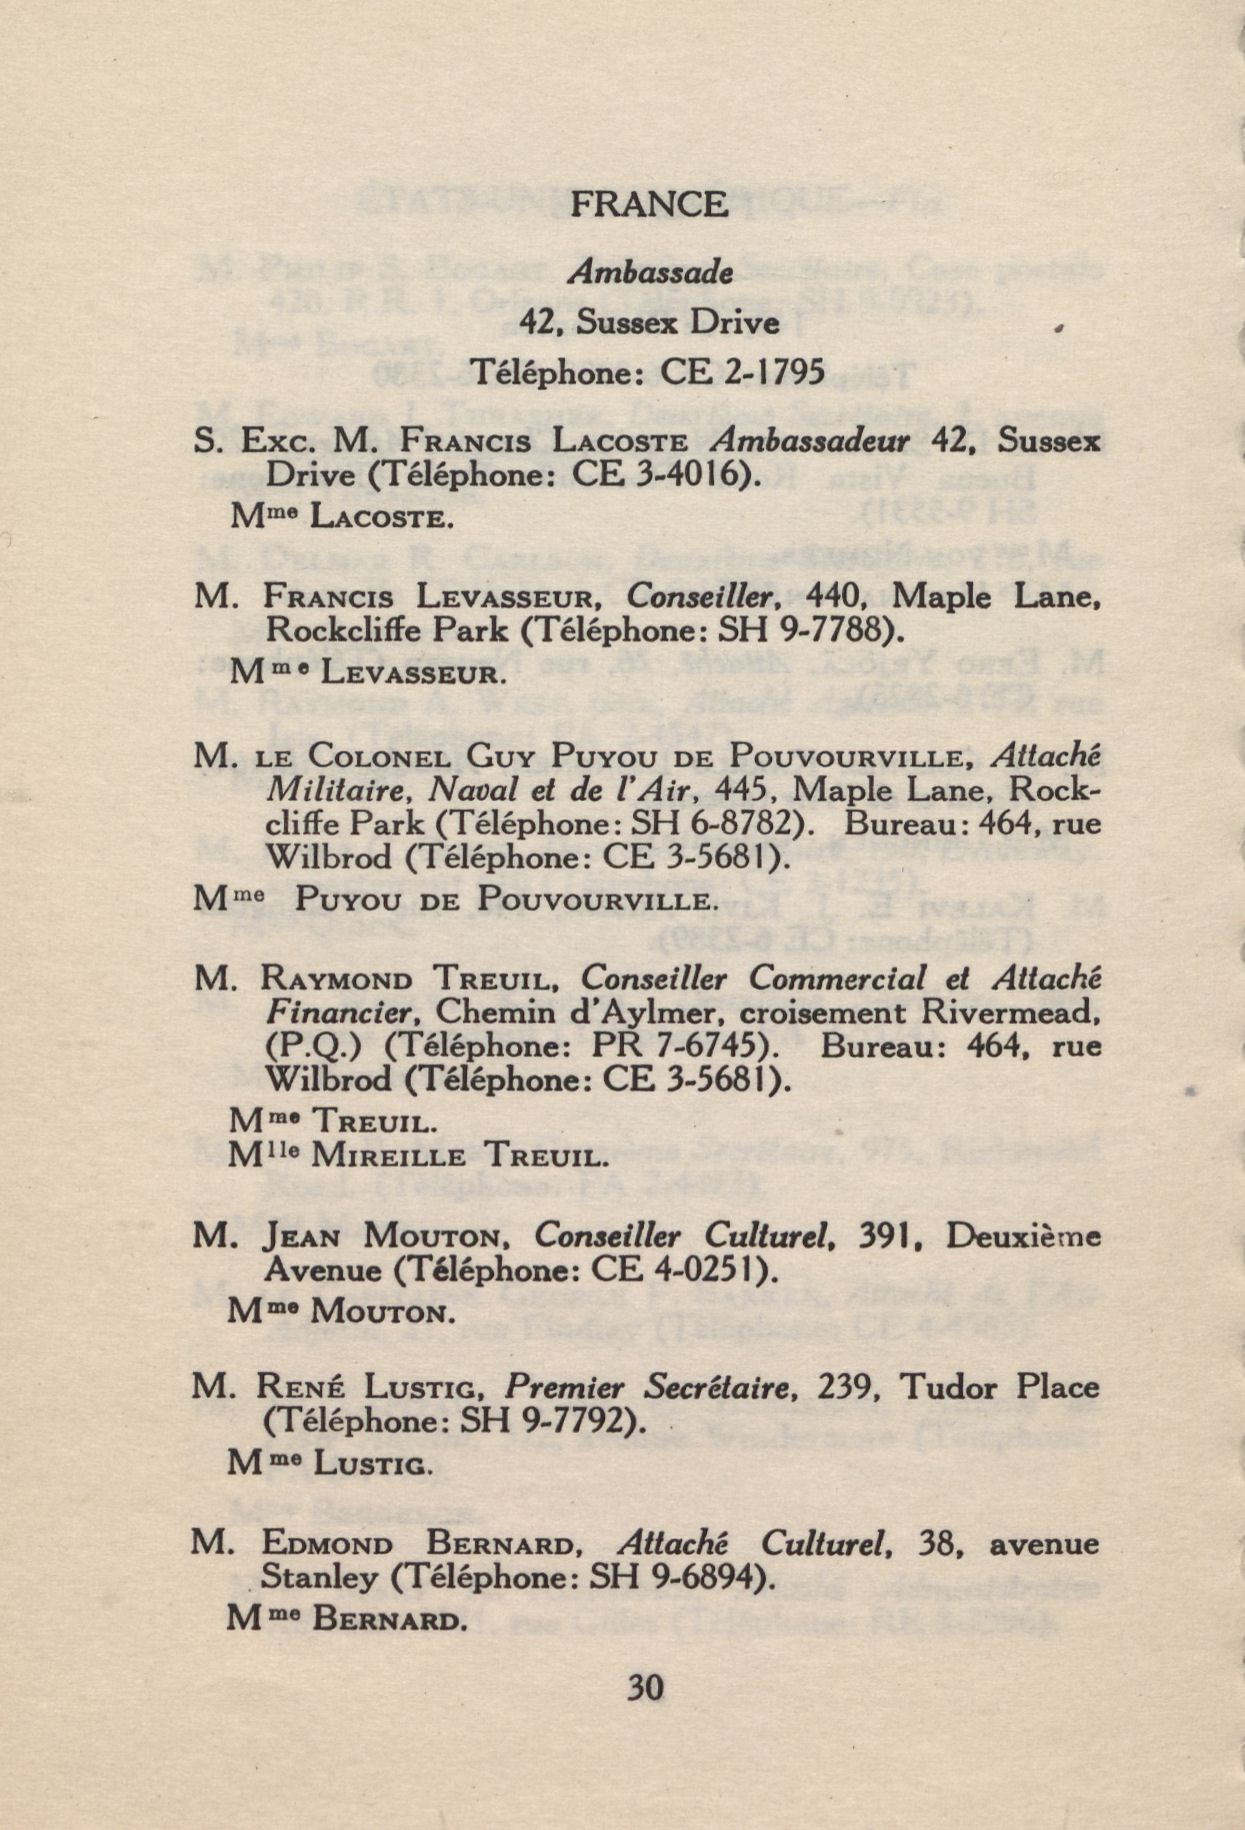 FRANCE
Ambassade
42, Sussex Drive
Téléphone: CE 2-1795
S. Exc. M. Francis Lacoste Ambassadeur 42, Sussex
Drive (Téléphone: CE 3-4016).
Mme Lacoste.
M. Francis Levasseur, Conseiller, 440, Maple Lane,
Rockcliffe Park (Téléphone: SH 9-7788).
Mme Levasseur.
M. le Colonel Guy Puyou de Pouvourville, Attaché
Militaire, Naval et de l'Air, 445, Maple Lane, Rock-
cliffe Park (Téléphone: SH 6-8782). Bureau: 464, rue
Wilbrod (Téléphone: CE 3-5681).
Mme Puyou de Pouvourville.
M. Raymond Treuil, Conseiller Commercial et Attaché
Financier, Chemin d'Aylmer, croisement Rivermead,
(P.Q.) (Téléphone: PR 7-6745). Bureau: 464, rue
Wilbrod (Téléphone: CE 3-5681).
Mme Treuil.
Mlle Mireille Treuil.
M. Jean Mouton, Conseiller Culturel, 391, Deuxième
Avenue (Téléphone: CE 4-0251).
Mme Mouton.
M. René Lustig, Premier Secrétaire, 239, Tudor Place
(Téléphone: SH 9-7792).
Mme Lustig.
M. Edmond Bernard, Attaché Culturel, 38, avenue
Stanley (Téléphone: SH 9-6894).
Mme Bernard.
30